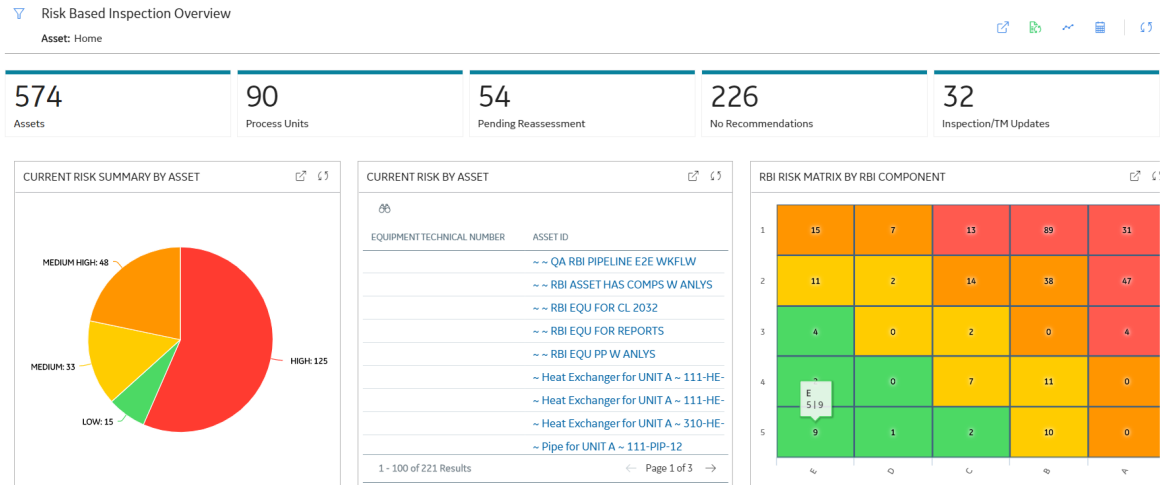 Risk Based Inspection Overview
Asset: Home
574
Assets
90
Process Units
54
Pending Reassessment
226
No Recommendations
32
Inspection/TM Updates
CURRENT RISK SUMMARY BY ASSET
MEDIUM HIGH: 48
MEDIUM: 33
LOW: 15
HIGH: 125
CURRENT RISK BY ASSET
EQUIPMENT TECHNICAL NUMBER ASSET ID
~ ~ QA RBI PIPELINE E2E WKFLW
~ ~ RBI ASSET HAS COMPS W ANLYS
~ ~ RBI EQU FOR CL 2032
~ ~ RBI EQU FOR REPORTS
~ ~ RBI EQU PP W ANLYS
~ Heat Exchanger for UNIT A ~ 111-HE-
~ Heat Exchanger for UNIT A ~ 111-HE-
~ Heat Exchanger for UNIT A ~ 310-HE-
~ Pipe for UNIT A ~ 111-PIP-12
1 - 100 of 221 Results Page 1 of 3
RBI RISK MATRIX BY RBI COMPONENT
1 15 7 13 89 31
2 11 2 14 38 47
3 4 0 2 0 4
4 0 7 11 0
E
5 | 9
5 9 1 2 10 0
E D C B A